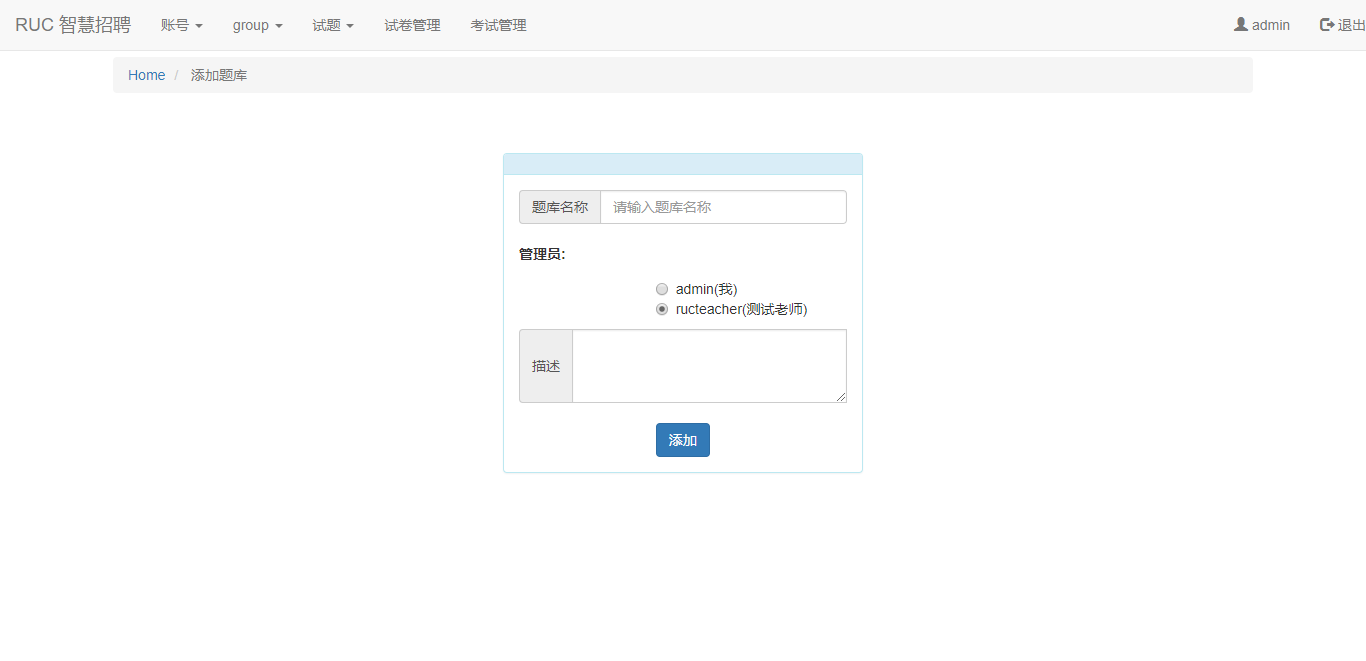 RUC 智慧招聘 账号 group 试题 试卷管理 考试管理 admin 退出
Home / 添加题库
题库名称 请输入题库名称
管理员:
admin(我)
ructeacher(测试老师)
描述
添加